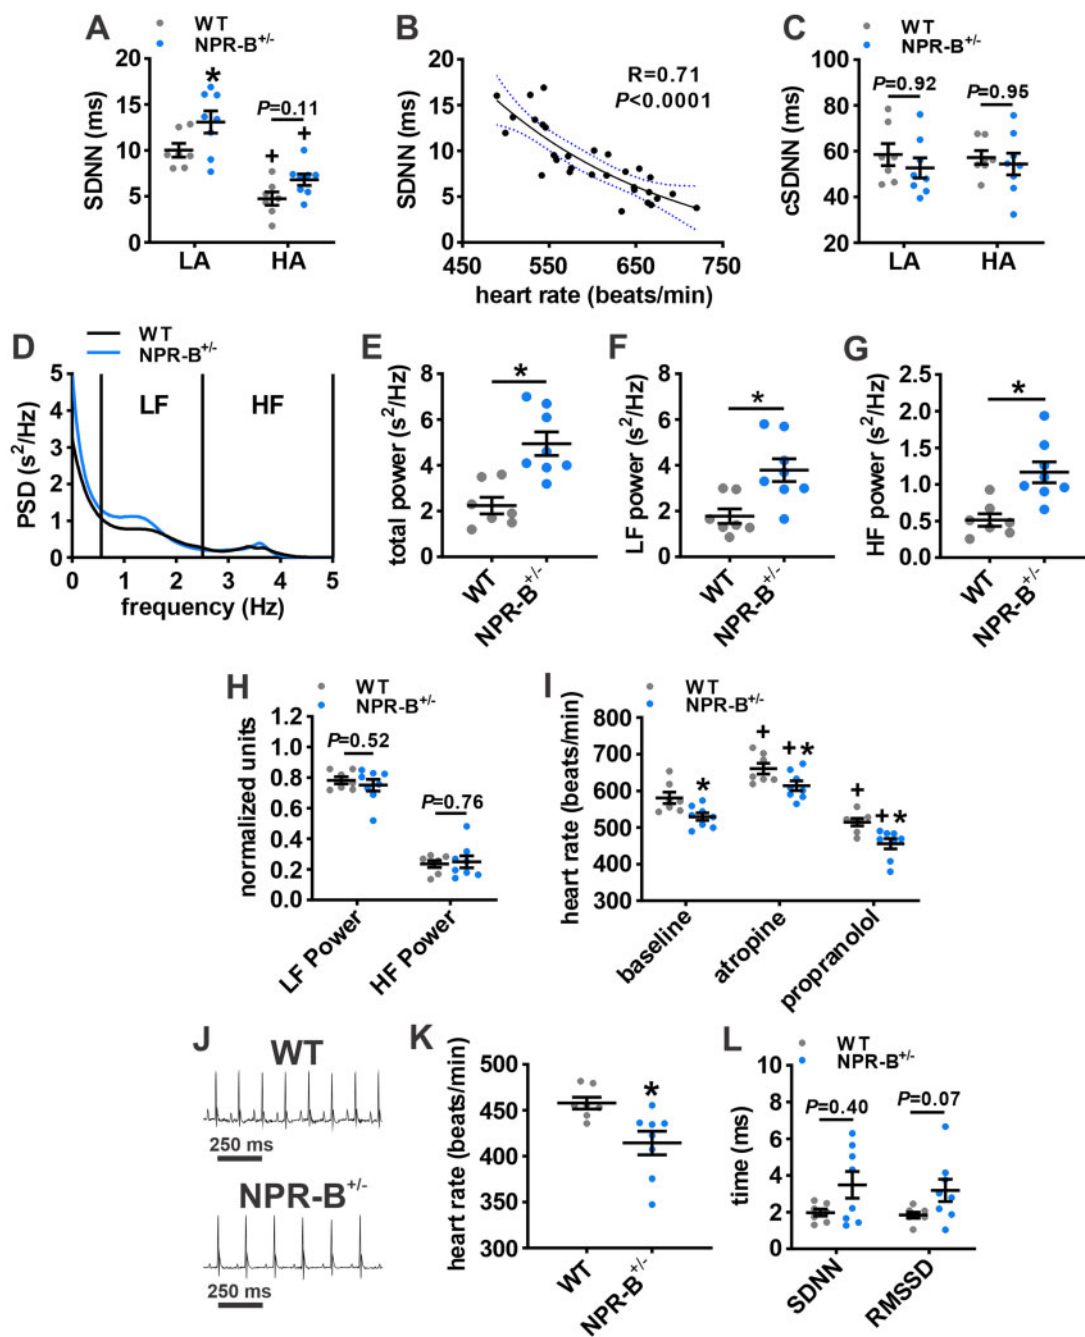 A
WT
NPR-B+/-
SDNN (ms)
20
15
10
5
0
*
P=0.11
+
+
LA
HA
B
SDNN (ms)
20
15
10
5
0
R=0.71
P<0.0001
450
550
650
750
heart rate (beats/min)
C
WT
NPR-B+/-
cSDNN (ms)
100
80
60
40
20
P=0.92
P=0.95
LA
HA
D
WT
NPR-B+/-
PSD (s2/Hz)
5
4
3
2
1
0
LF
HF
0
1
2
3
4
5
frequency (Hz)
E
total power (s2/Hz)
8
6
4
2
0
*
WT
NPR-B+/-
F
LF power (s2/Hz)
8
6
4
2
0
*
WT
NPR-B+/-
G
HF power (s2/Hz)
2.5
2.0
1.5
1.0
0.5
0.0
*
WT
NPR-B+/-
H
WT
NPR-B+/-
normalized units
1.2
1.0
0.8
0.6
0.4
0.2
0.0
P=0.52
P=0.76
LF Power
HF Power
I
WT
NPR-B+/-
heart rate (beats/min)
800
700
600
500
400
300
*
+
+*
+
+*
baseline
atropine
propranolol
J
WT
250 ms
NPR-B+/-
250 ms
K
heart rate (beats/min)
500
450
400
350
300
*
WT
NPR-B+/-
L
WT
NPR-B+/-
time (ms)
10
8
6
4
2
0
P=0.40
P=0.07
SDNN
RMSSD